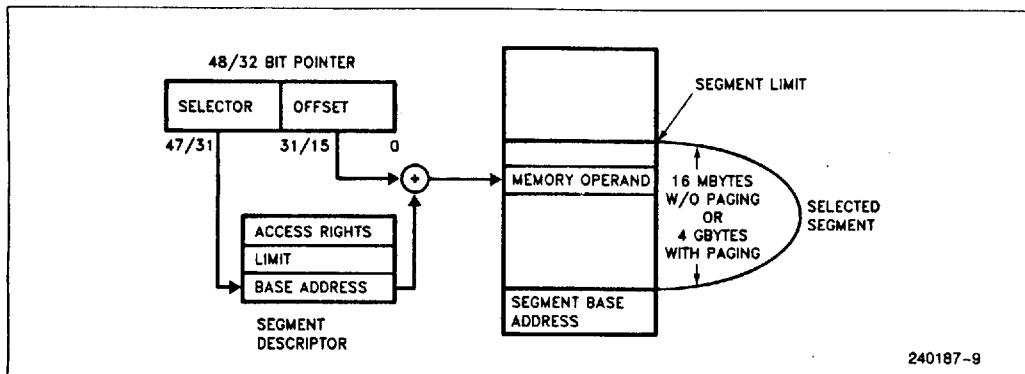 48/32 BIT POINTER
SELECTOR
OFFSET
47/31
31/15
0
+
ACCESS RIGHTS
LIMIT
BASE ADDRESS
SEGMENT
DESCRIPTOR
MEMORY OPERAND
SEGMENT BASE
ADDRESS
SEGMENT LIMIT
16 MBYTES
W/O PAGING
OR
4 GBYTES
WITH PAGING
SELECTED
SEGMENT
240187-9